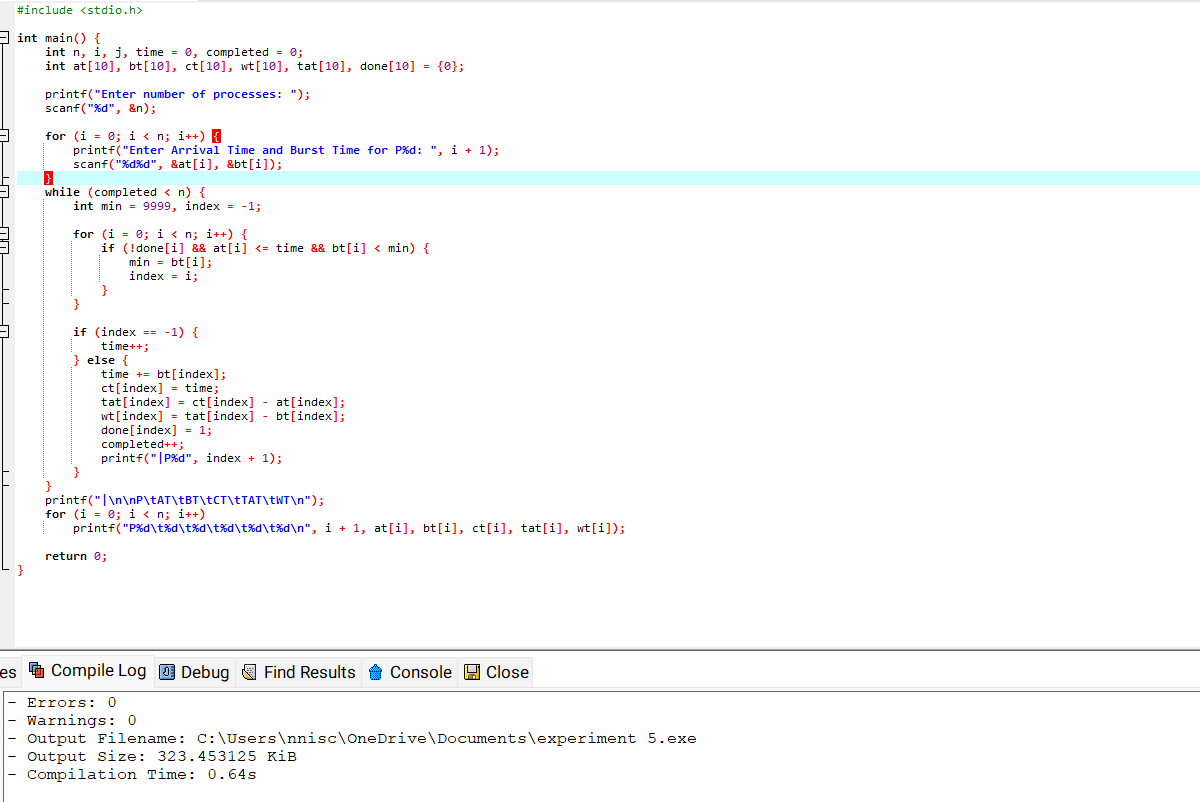 #include <stdio.h>
int main() {
    int n, i, j, time = 0, completed = 0;
    int at[10], bt[10], ct[10], wt[10], tat[10], done[10] = {0};
    printf("Enter number of processes: ");
    scanf("%d", &n);
    for (i = 0; i < n; i++) {
        printf("Enter Arrival Time and Burst Time for P%d: ", i + 1);
        scanf("%d%d", &at[i], &bt[i]);
    }
    while (completed < n) {
        int min = 9999, index = -1;
        for (i = 0; i < n; i++) {
            if (!done[i] && at[i] <= time && bt[i] < min) {
                min = bt[i];
                index = i;
            }
        }
        if (index == -1) {
            time++;
        } else {
            time += bt[index];
            ct[index] = time;
            tat[index] = ct[index] - at[index];
            wt[index] = tat[index] - bt[index];
            done[index] = 1;
            completed++;
            printf("|P%d", index + 1);
        }
    }
    printf("|\n\nP\tAT\tBT\tCT\tTAT\tWT\n");
    for (i = 0; i < n; i++)
        printf("P%d\t%d\t%d\t%d\t%d\t%d\n", i + 1, at[i], bt[i], ct[i], tat[i], wt[i]);
    return 0;
}
es Compile Log Debug Find Results Console Close
- Errors: 0
- Warnings: 0
- Output Filename: C:\Users\nnisc\OneDrive\Documents\experiment 5.exe
- Output Size: 323.453125 KiB
- Compilation Time: 0.64s